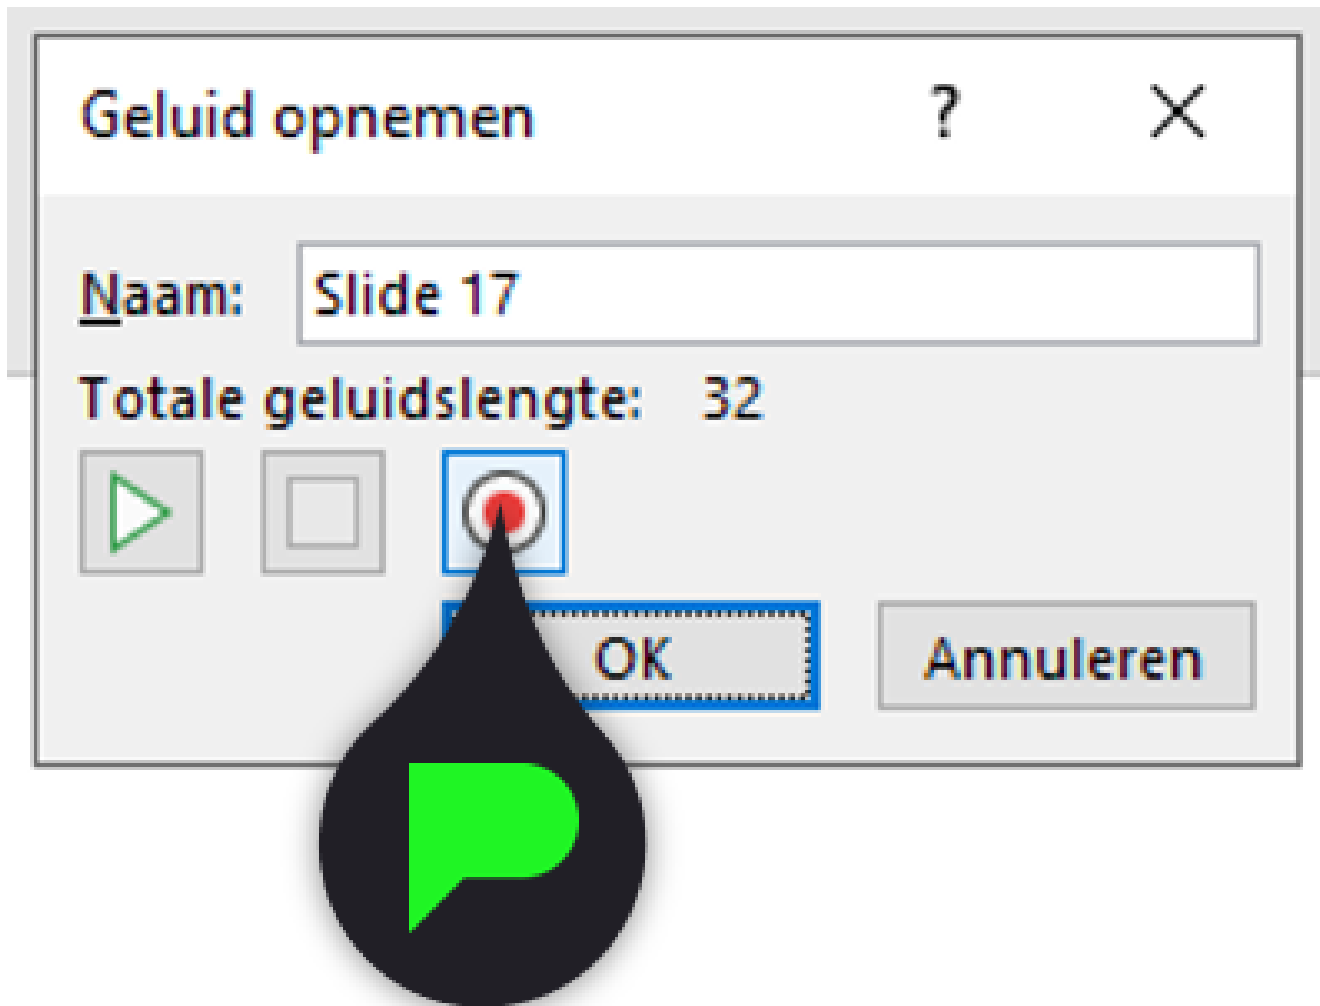 Geluid opnemen ?
Naam: Slide 17
Totale geluidslengte: 32
OK Annuleren